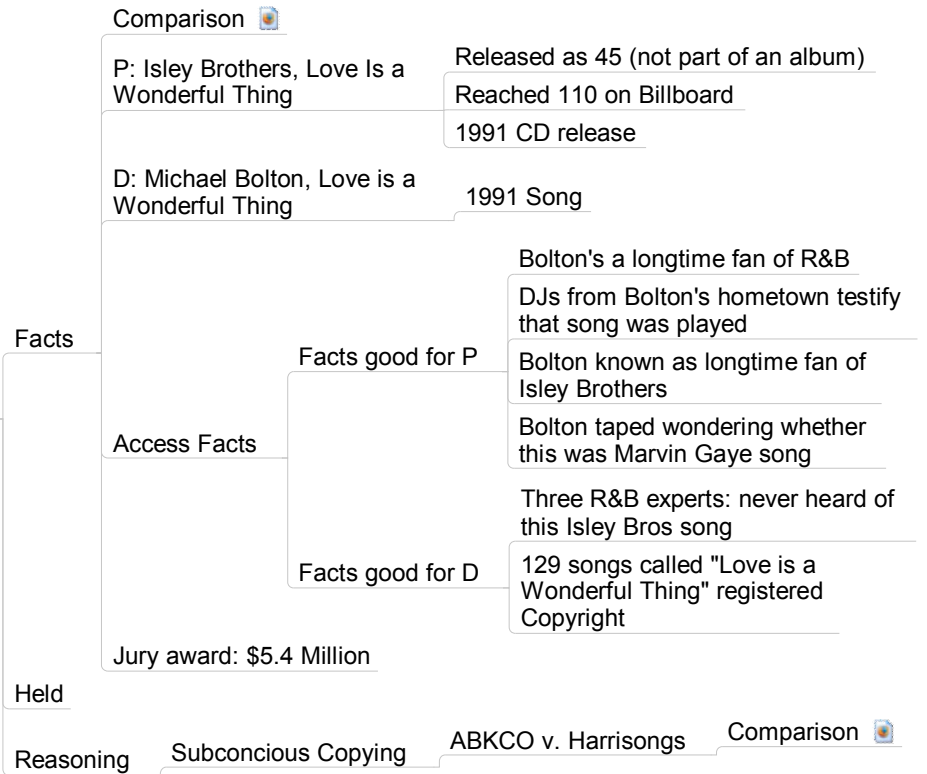 Comparison
P: Isley Brothers, Love Is a
Wonderful Thing
Released as 45 (not part of an album)
Reached 110 on Billboard
1991 CD release
D: Michael Bolton, Love is a
Wonderful Thing
1991 Song
Facts
Access Facts
Facts good for P
Bolton's a longtime fan of R&B
DJs from Bolton's hometown testify
that song was played
Bolton known as longtime fan of
Isley Brothers
Bolton taped wondering whether
this was Marvin Gaye song
Facts good for D
Three R&B experts: never heard of
this Isley Bros song
129 songs called "Love is a
Wonderful Thing" registered
Copyright
Jury award: $5.4 Million
Held
Reasoning
Subconcious Copying
ABKCO v. Harrisongs
Comparison